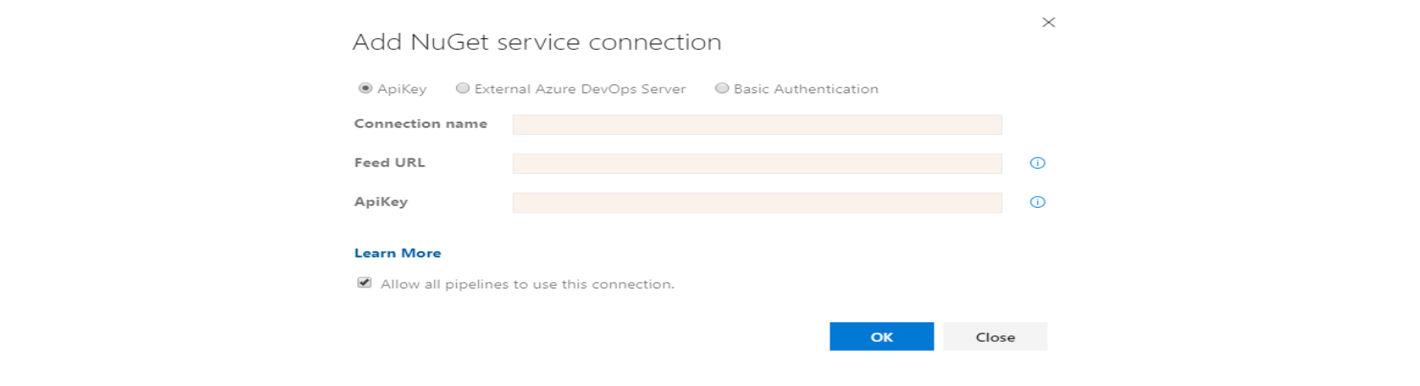 Add NuGet service connection
ApiKey External Azure DevOps Server Basic Authentication
Connection name
Feed URL
ApiKey
Learn More
Allow all pipelines to use this connection.
OK Close